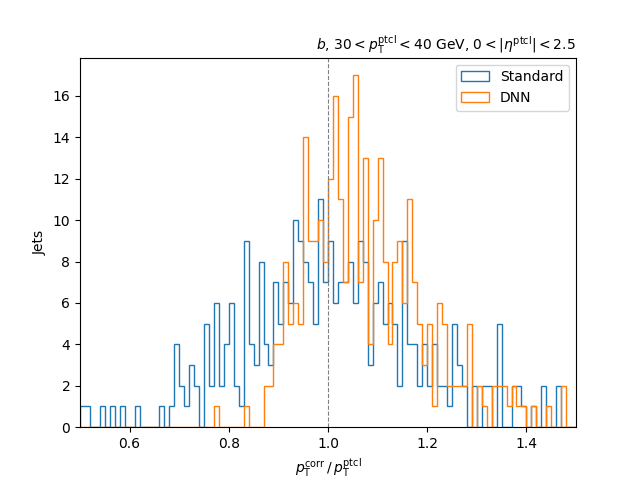 b, 30 < p_T^ptcl < 40 GeV, 0 < |η^ptcl| < 2.5
Standard
DNN
16
14
12
10
8
6
4
2
0
Jets
0.6 0.8 1.0 1.2 1.4
p_T^corr / p_T^ptcl